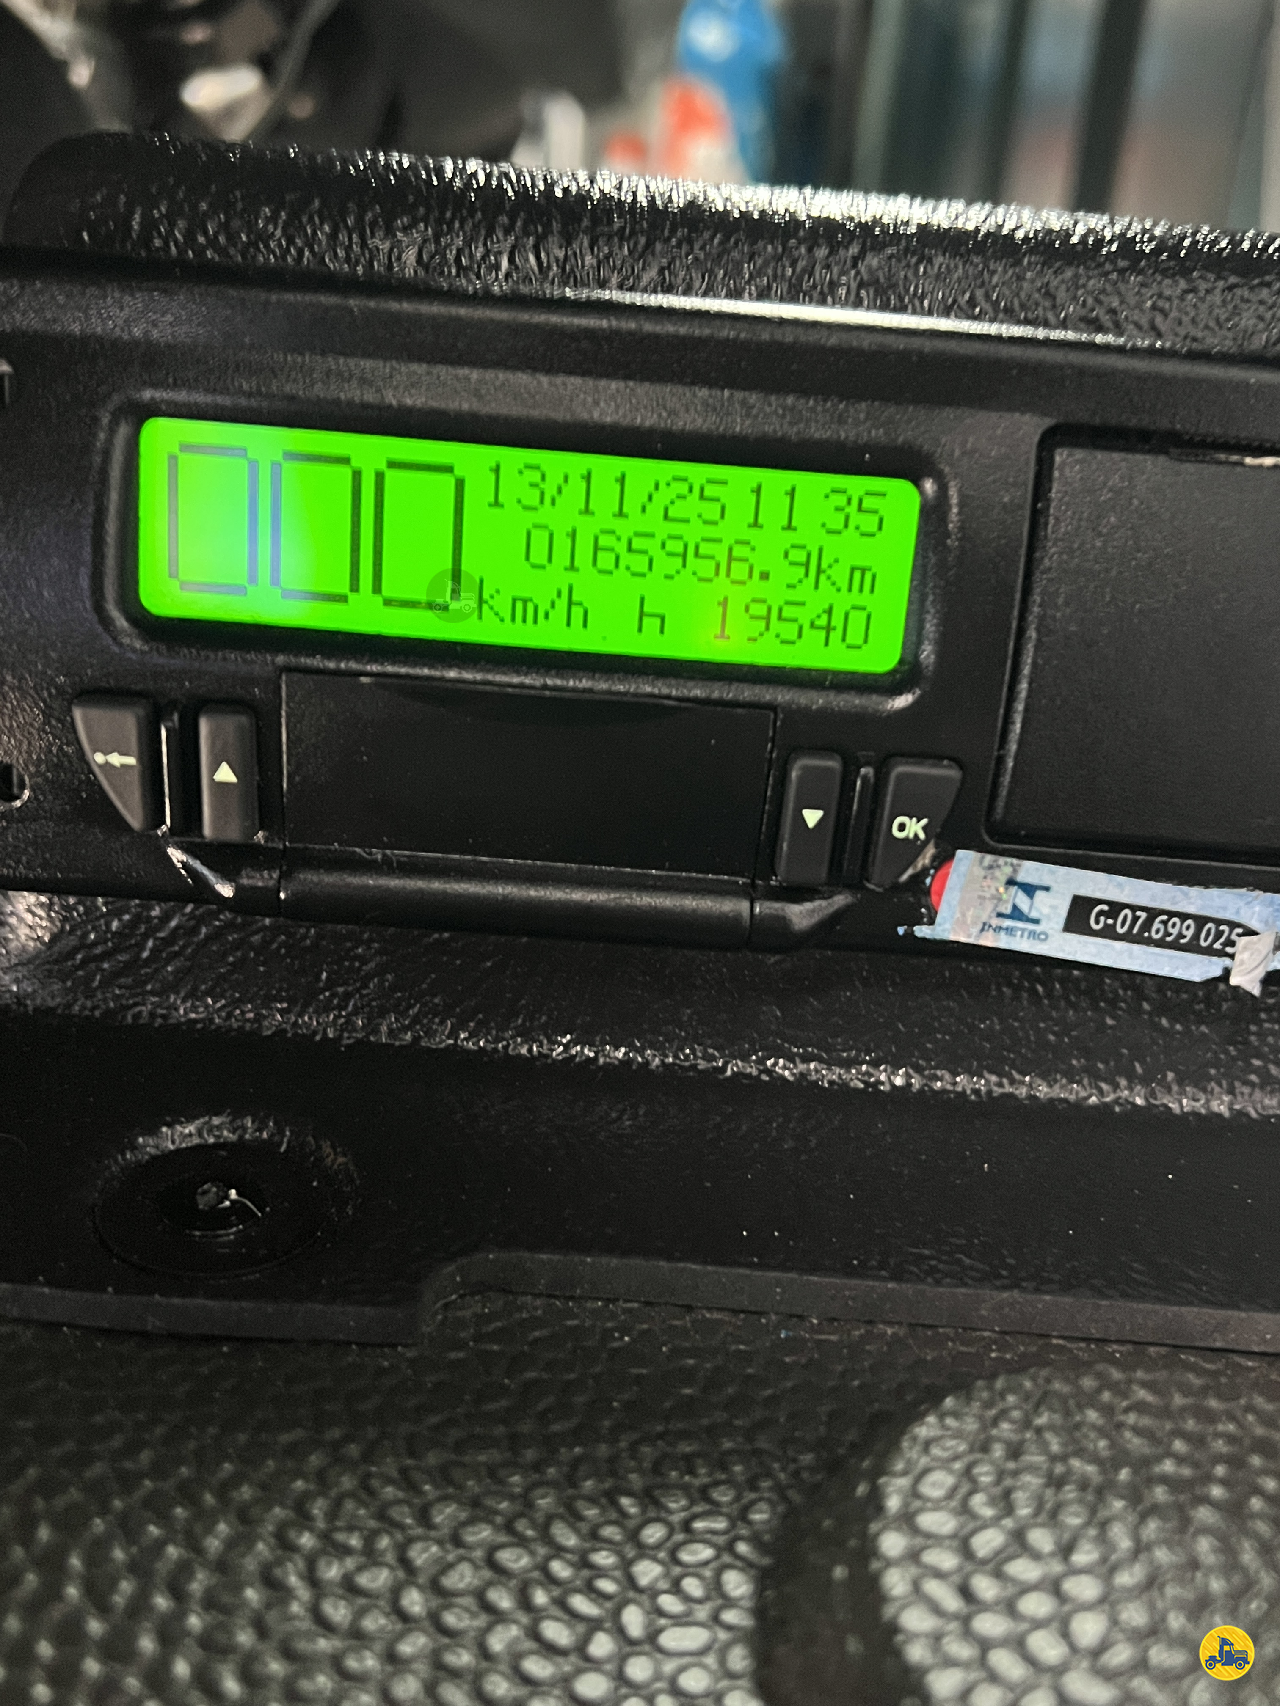 000 km/h
13/11/25 11 35
0165956.9Km
h 19540
OK
INMETRO
G-07.699.025